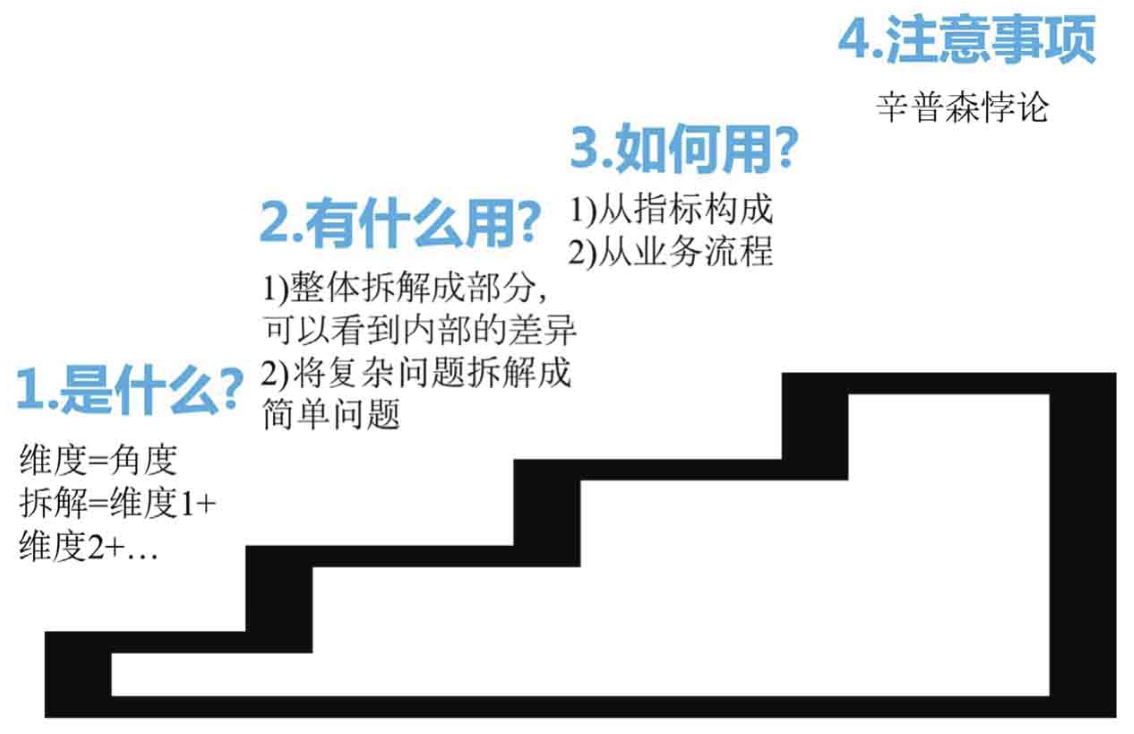 1.是什么?
维度=角度
拆解=维度1+
维度2+…
2.有什么用?
1)整体拆解成部分,
可以看到内部的差异
2)将复杂问题拆解成
简单问题
3.如何用?
1)从指标构成
2)从业务流程
4.注意事项
辛普森悖论